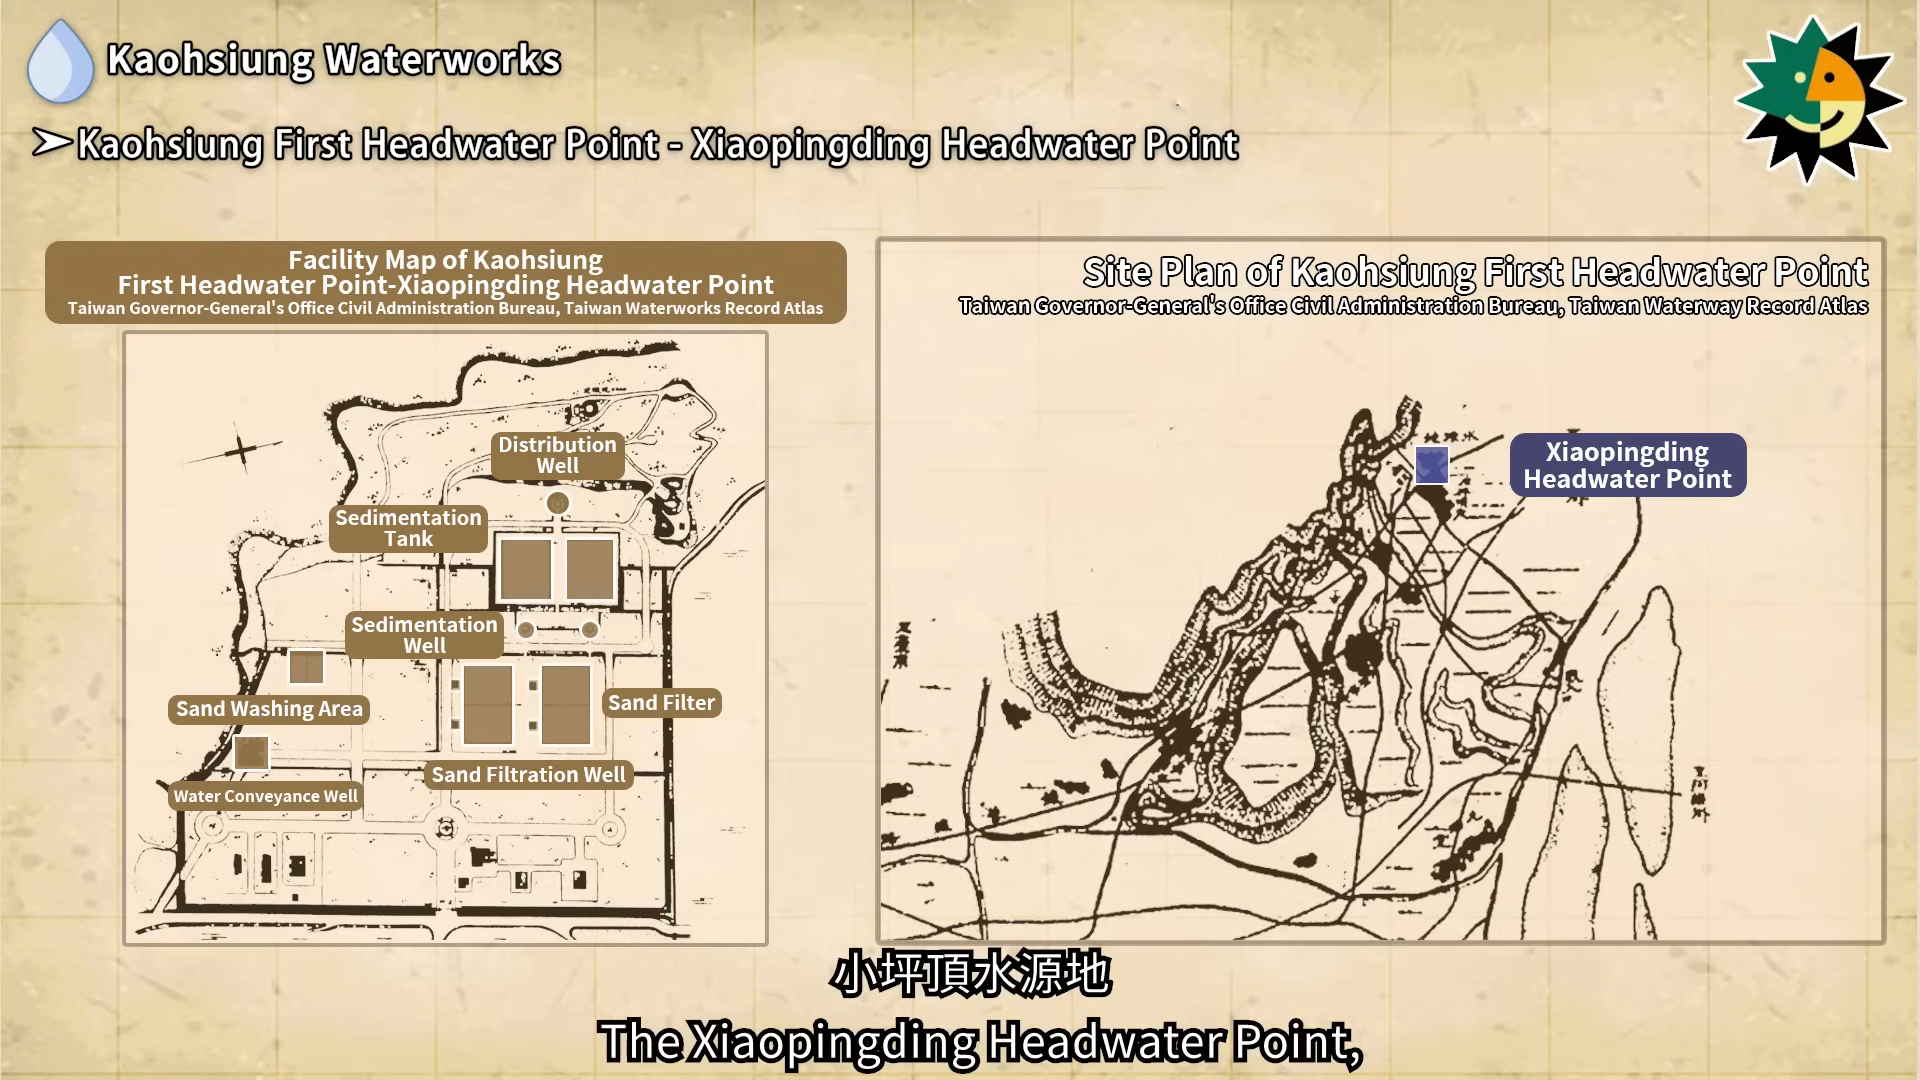 Kaohsiung Waterworks
➤Kaohsiung First Headwater Point - Xiaopingding Headwater Point
Facility Map of Kaohsiung
First Headwater Point-Xiaopingding Headwater Point
Taiwan Governor-General's Office Civil Administration Bureau, Taiwan Waterworks Record Atlas
Distribution
Well
Sedimentation
Tank
Sedimentation
Well
Sand Washing Area
Sand Filter
Sand Filtration Well
Water Conveyance Well
Site Plan of Kaohsiung First Headwater Point
Taiwan Governor-General's Office Civil Administration Bureau, Taiwan Waterway Record Atlas
Xiaopingding
Headwater Point
小坪頂水源地
The Xiaopingding Headwater Point,